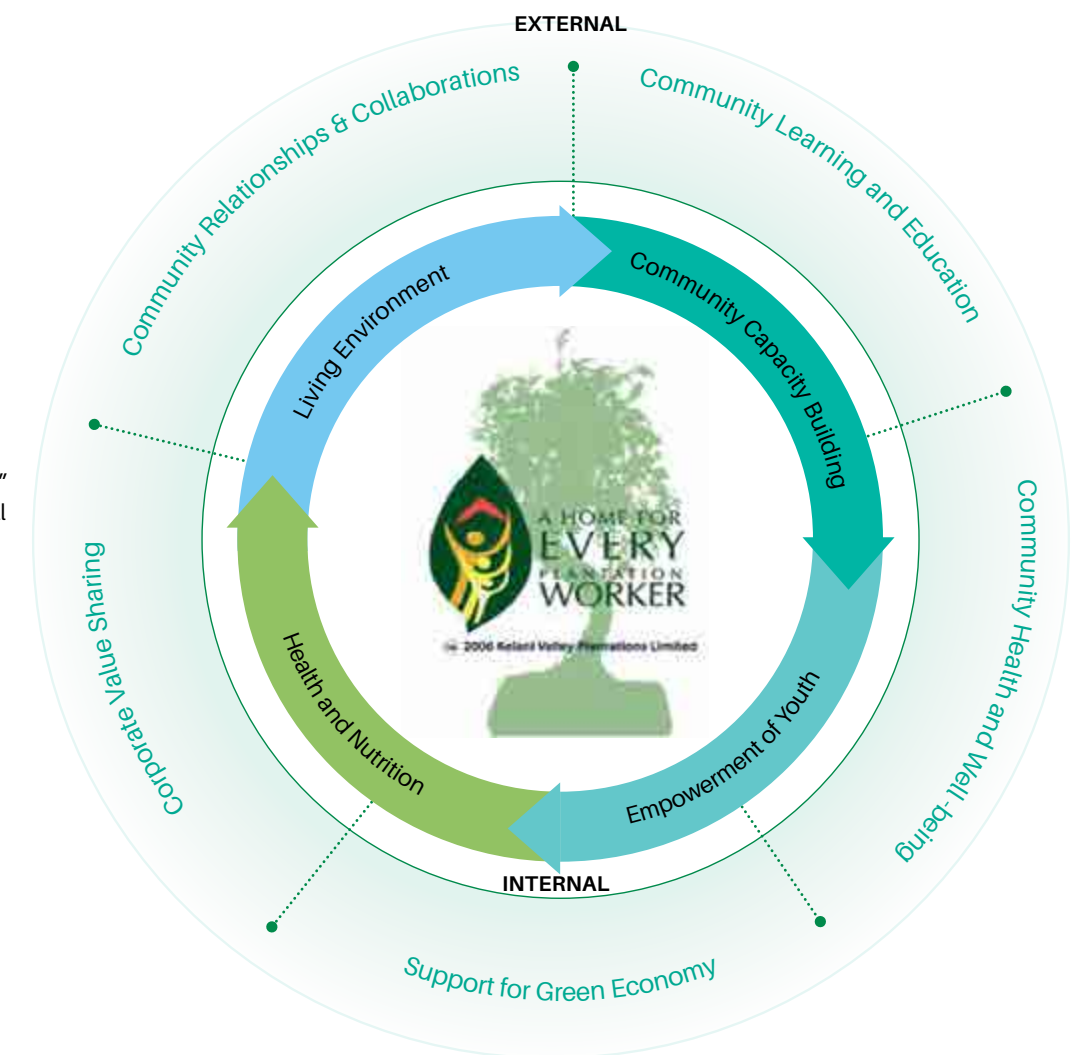 EXTERNAL
Community Relationships & Collaborations
Community Learning and Education
Community Health and Well -being
Support for Green Economy
Corporate Value Sharing
Living Environment
Community Capacity Building
Empowerment of Youth
Health and Nutrition
A HOME FOR
EVERY
PLANTATION
WORKER
2006 Kelani Valley Plantations Limited
INTERNAL